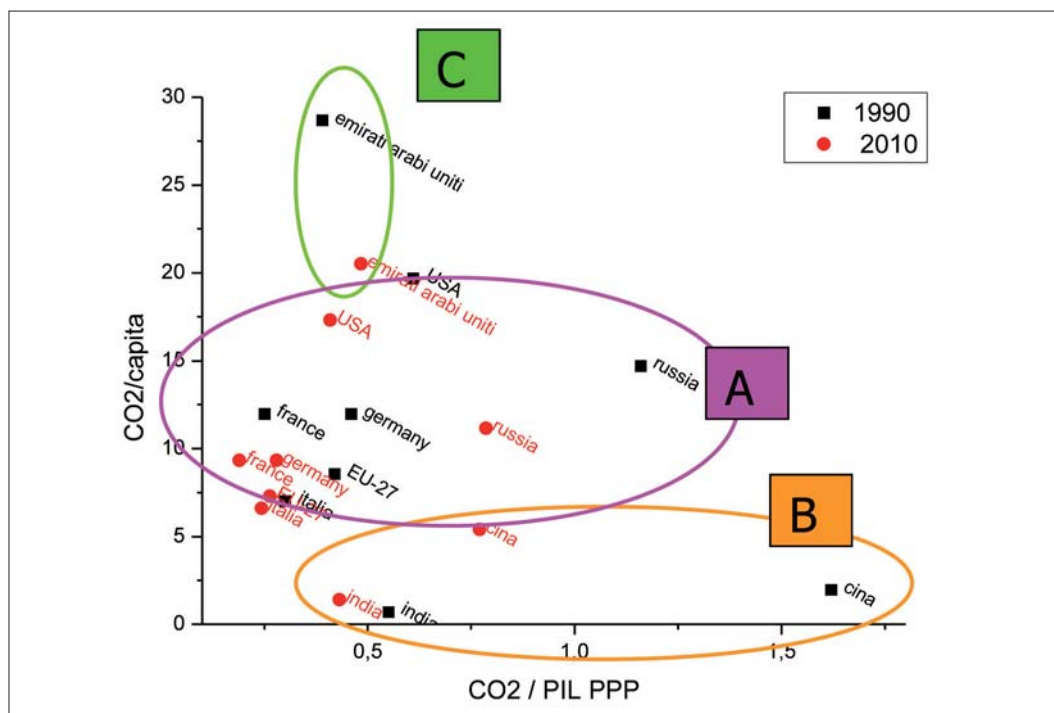 C
30
1990
2010
emirati arabi uniti
25
20
USA
emirati arabi uniti
USA
15
russia
A
CO2/capita
france
germany
russia
10
france
germany
EU-27
EU-27
italia
italia
B
5
cina
cina
india
india
0
0,5
1,0
1,5
CO2 / PIL PPP